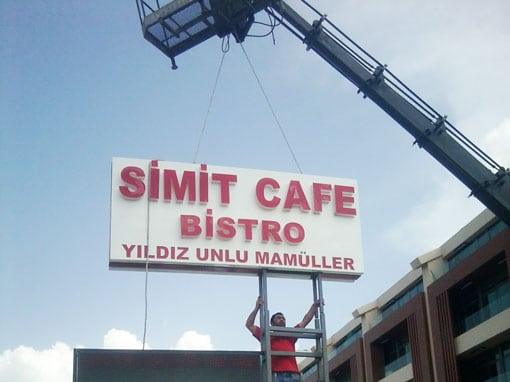 SİMİT CAFE
BİSTRO
YILDIZ UNLU MAMÜLLER